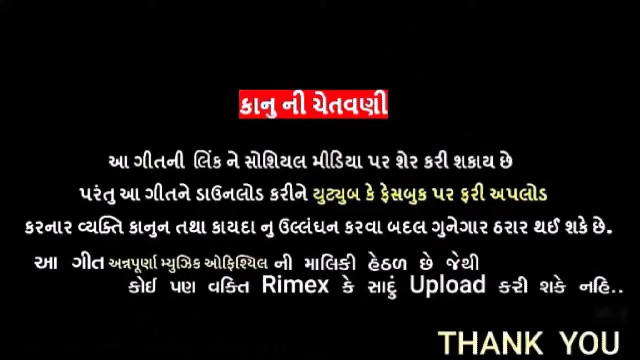 કાનુ ની ચેતવણી
આ ગીતની લિંક ને સોશિયલ મીડિયા પર શેર કરી શકાય છે
પરંતુ આ ગીતને ડાઉનલોડ કરીને યુટ્યુબ કે ફેસબુક પર ફરી અપલોડ
કરનાર વ્યક્તિ કાનુન તથા કાયદા નુ ઉલ્લંઘન કરવા બદલ ગુનેગાર ઠરાર થઈ શકે છે.
આ ગીત અન્નપૂર્ણા મ્યુઝિક ઓફિશ્યિલ ની માલિકી હેઠળ છે જેથી
કોઈ પણ વક્તિ Rimex કે સાદું Upload કરી શકે નહિ..
THANK YOU